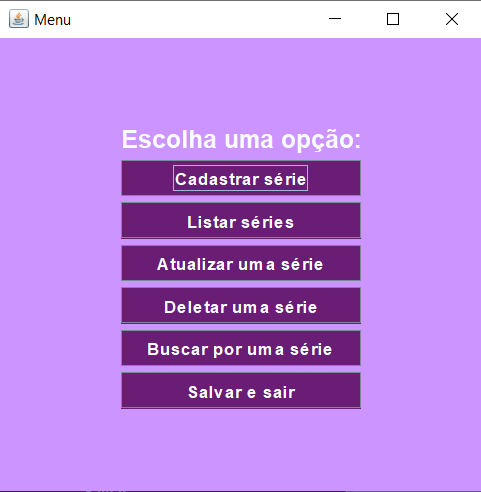 Menu
Escolha uma opção:
Cadastrar série
Listar séries
Atualizar uma série
Deletar uma série
Buscar por uma série
Salvar e sair